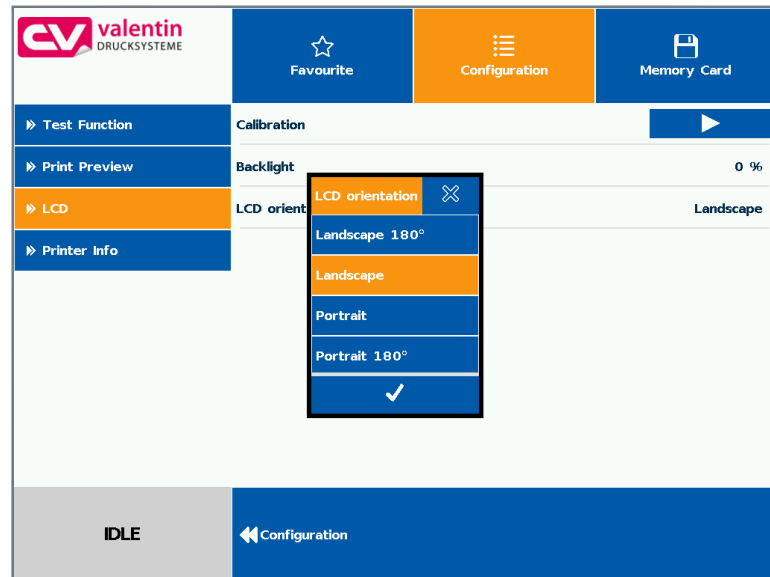 valentin
DRUCKSYSTEME
Favourite
Configuration
Memory Card
Test Function
Print Preview
LCD
Printer Info
Calibration
Backlight
0 %
LCD orient
Landscape
LCD orientation
Landscape 180°
Landscape
Portrait
Portrait 180°
IDLE
Configuration